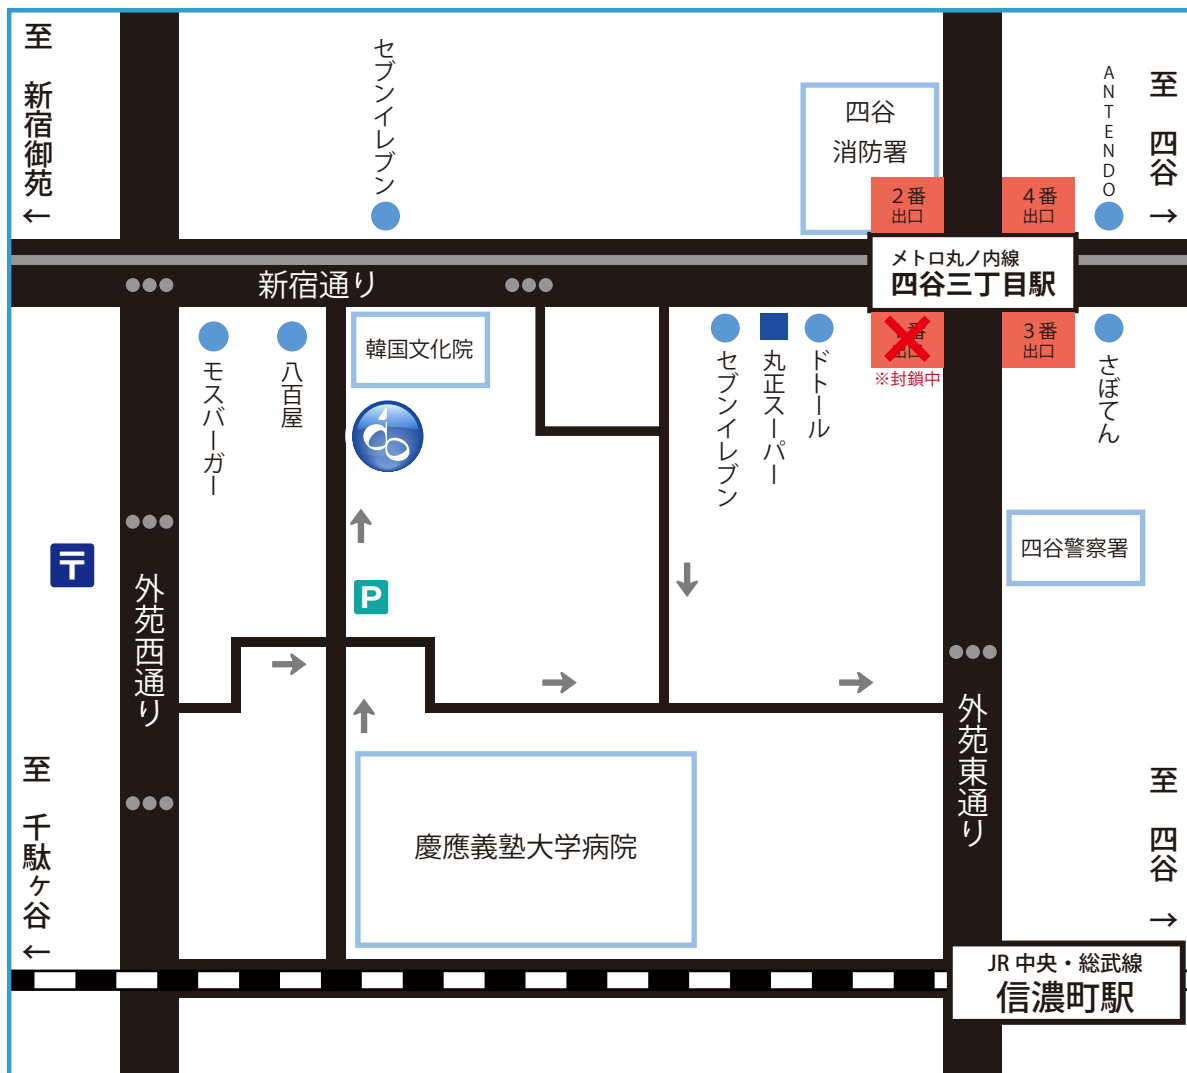 至 新宿御苑 ←
セブンイレブン
四谷
消防署
ANTENDO
至 四谷 →
2番
出口
4番
出口
メトロ丸ノ内線
四谷三丁目駅
新宿通り
出口
※封鎖中
3番
出口
モスバーガー
八百屋
韓国文化院
セブンイレブン
丸正スーパー
ドトール
さぼてん
四谷警察署
〒
P
外苑西通り
外苑東通り
慶應義塾大学病院
至 千駄ヶ谷 ←
至 四谷 →
JR 中央・総武線
信濃町駅